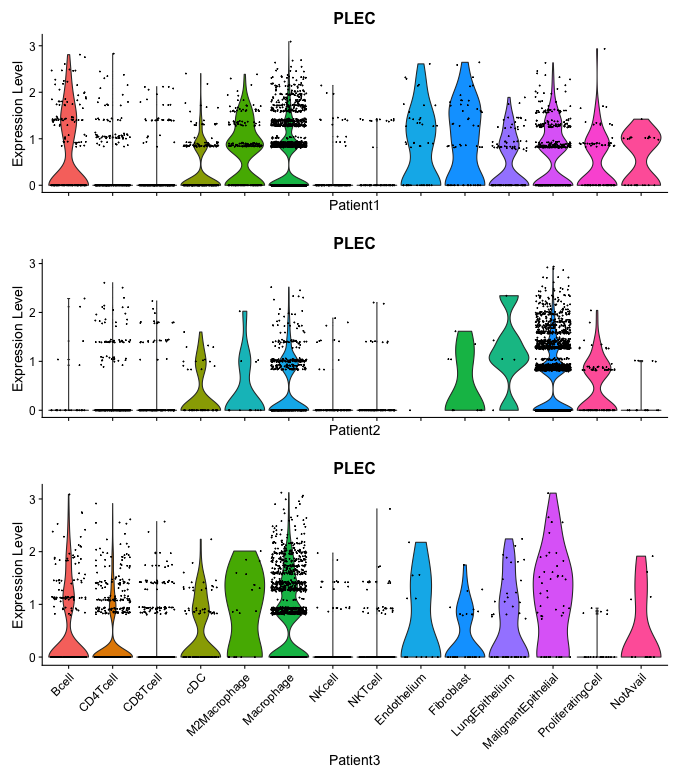 PLEC
Expression Level
3
2
1
0
Patient1
PLEC
Expression Level
3
2
1
0
Patient2
PLEC
Expression Level
3
2
1
0
Bcell
CD4Tcell
CD8Tcell
cDC
M2Macrophage
Macrophage
NKcell
NKTcell
Endothelium
Fibroblast
LungEpithelium
MalignantEpithelial
ProliferatingCell
NotAvail
Patient3